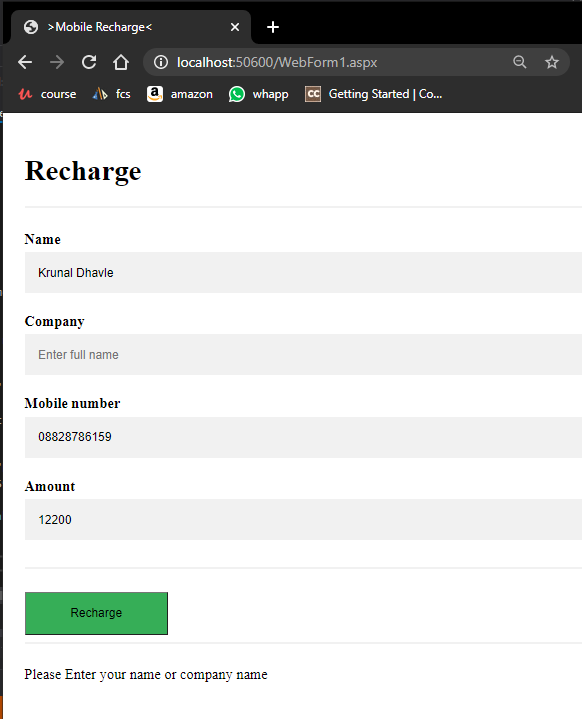 >Mobile Recharge<
localhost:50600/WebForm1.aspx
course fcs amazon whapp Getting Started | Co...
Recharge
Name
Krunal Dhavle
Company
Enter full name
Mobile number
08828786159
Amount
12200
Recharge
Please Enter your name or company name